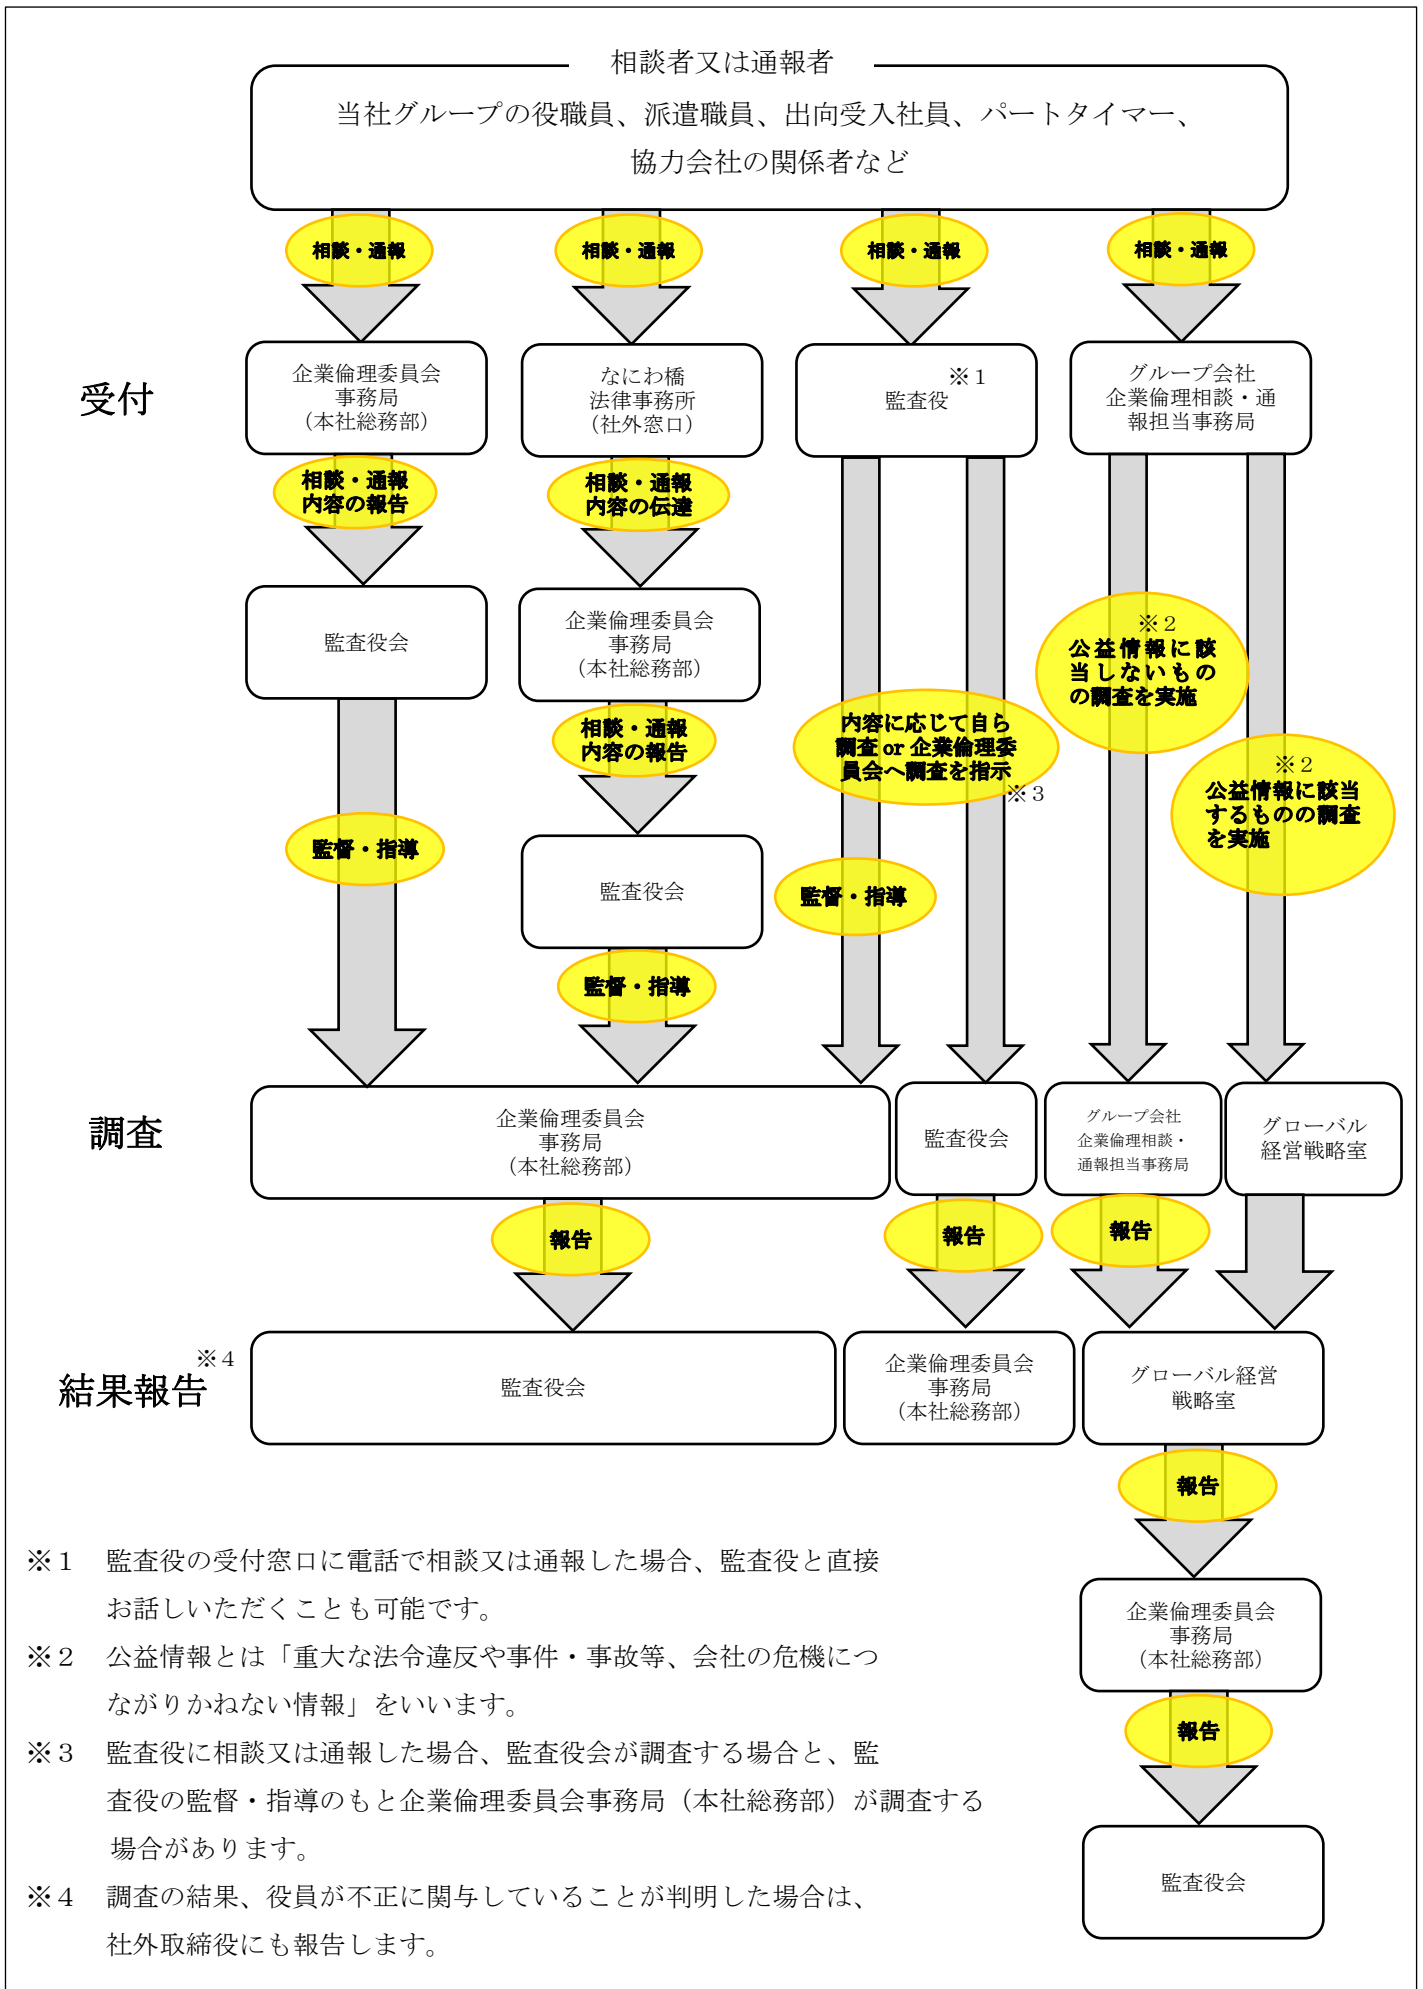 相談者又は通報者
当社グループの役職員、派遣職員、出向受入社員、パートタイマー、
協力会社の関係者など
相談・通報
相談・通報
相談・通報
相談・通報
受付
企業倫理委員会
事務局
（本社総務部）
なにわ橋
法律事務所
（社外窓口）
※１
監査役
グループ会社
企業倫理相談・通
報担当事務局
相談・通報
内容の報告
相談・通報
内容の伝達
監査役会
企業倫理委員会
事務局
（本社総務部）
相談・通報
内容の報告
※２
公益情報に該
当しないもの
の調査を実施
内容に応じて自ら
調査 or 企業倫理委
員会へ調査を指示
※３
※２
公益情報に該当
するものの調査
を実施
監督・指導
監査役会
監督・指導
監督・指導
調査
企業倫理委員会
事務局
（本社総務部）
監査役会
グループ会社
企業倫理相談・
通報担当事務局
グローバル
経営戦略室
報告
報告
報告
結果報告
※４
監査役会
企業倫理委員会
事務局
（本社総務部）
グローバル経営
戦略室
報告
企業倫理委員会
事務局
（本社総務部）
報告
監査役会
※１　監査役の受付窓口に電話で相談又は通報した場合、監査役と直接
お話しいただくことも可能です。
※２　公益情報とは「重大な法令違反や事件・事故等、会社の危機につ
ながりかねない情報」をいいます。
※３　監査役に相談又は通報した場合、監査役会が調査する場合と、監
査役の監督・指導のもと企業倫理委員会事務局（本社総務部）が調査する
場合があります。
※４　調査の結果、役員が不正に関与していることが判明した場合は、
社外取締役にも報告します。